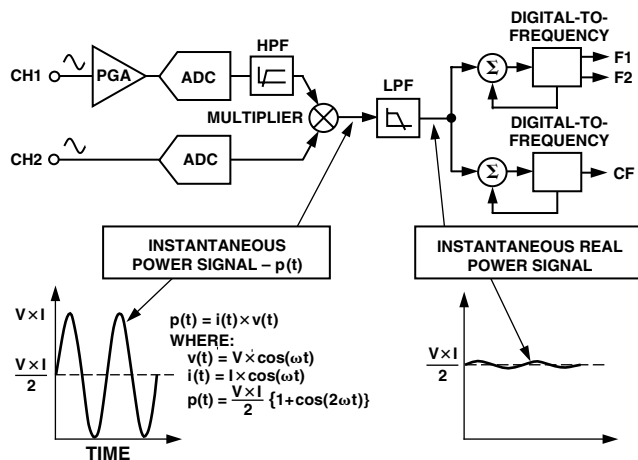 DIGITAL-TO-
FREQUENCY
HPF
CH1
PGA
ADC
Σ
F1
F2
LPF
MULTIPLIER
DIGITAL-TO-
FREQUENCY
CH2
ADC
Σ
CF
INSTANTANEOUS
POWER SIGNAL – p(t)
INSTANTANEOUS REAL
POWER SIGNAL
V × I
p(t) = i(t) × v(t)
WHERE:
v(t) = V × cos(ωt)
i(t) = I × cos(ωt)
p(t) = V × I / 2 {1+cos(2ωt)}
V × I
2
TIME
V × I
2